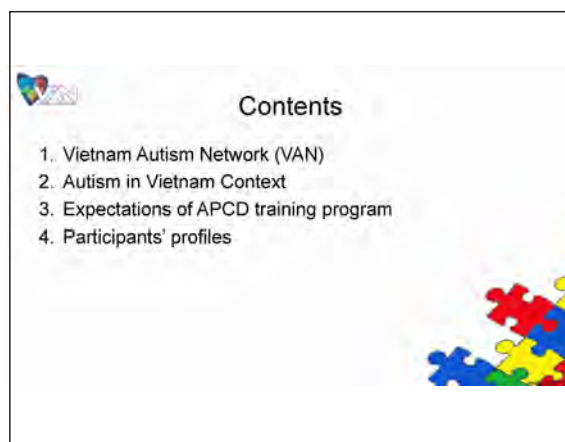 VAN
Contents
1. Vietnam Autism Network (VAN)
2. Autism in Vietnam Context
3. Expectations of APCD training program
4. Participants' profiles